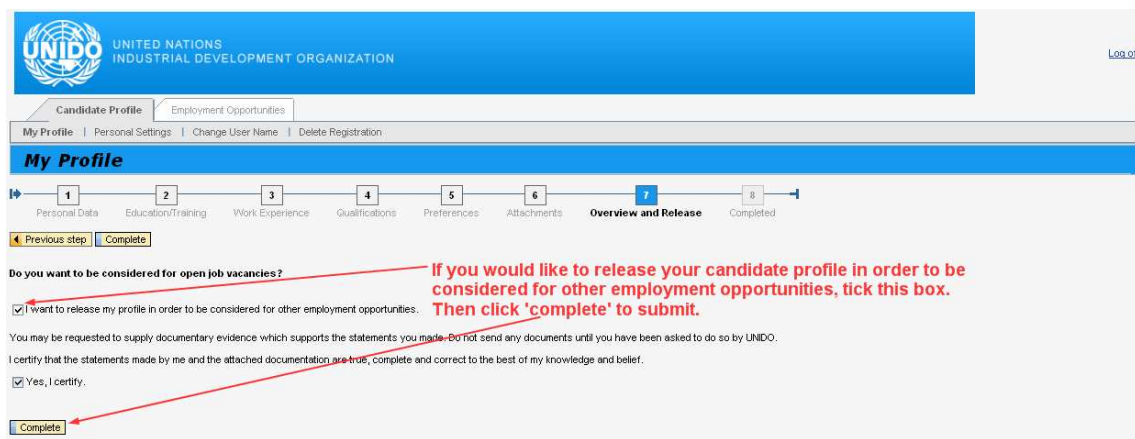 UNIDO
UNITED NATIONS
INDUSTRIAL DEVELOPMENT ORGANIZATION
Candidate Profile Employment Opportunities
My Profile | Personal Settings | Change User Name | Delete Registration
My Profile
1 2 3 4 5 6 7 8
Personal Data Education/Training Work Experience Qualifications Preferences Attachments Overview and Release Completed
Previous step Complete
Do you want to be considered for open job vacancies?
I want to release my profile in order to be considered for other employment opportunities.
If you would like to release your candidate profile in order to be
considered for other employment opportunities, tick this box.
Then click 'complete' to submit.
You may be requested to supply documentary evidence which supports the statements you made. Do not send any documents until you have been asked to do so by UNIDO.
I certify that the statements made by me and the attached documentation are true, complete and correct to the best of my knowledge and belief.
Yes, I certify.
Complete